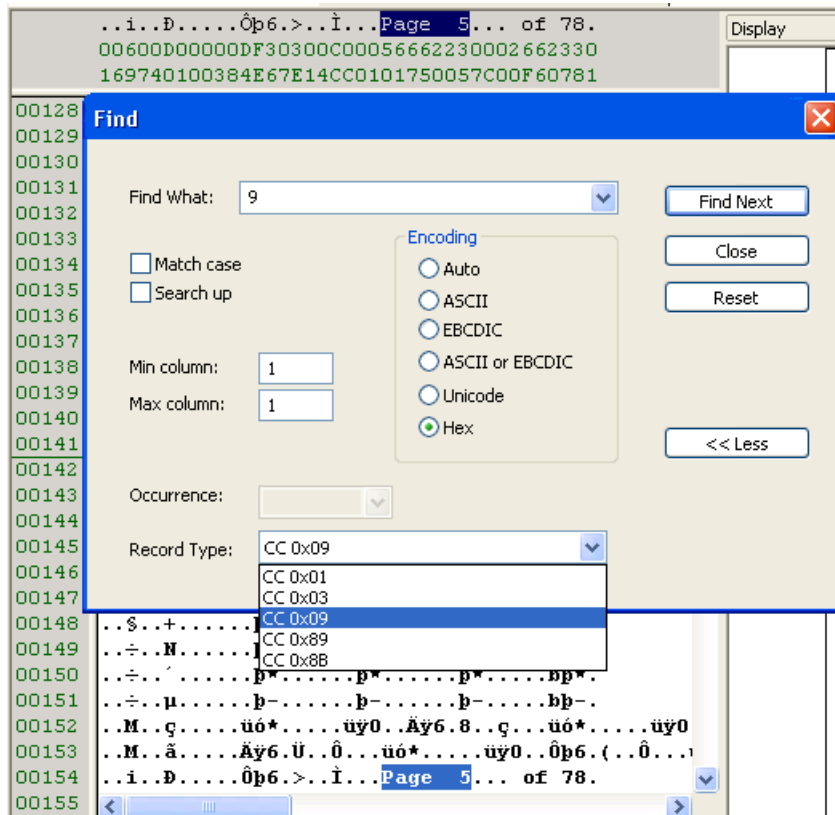 ..i..Ð.....Ôþ6.>..Ì...Page  5... of 78.
Display
00600D00000DF30300C0005666622300026623​30
169740100384E67E14CC0101750057C00F60781
00128
Find
00129
00130
00131
Find What:
9
Find Next
00132
00133
Encoding
Close
00134
Match case
Auto
00135
Search up
ASCII
Reset
00136
EBCDIC
00137
00138
Min column:
1
ASCII or EBCDIC
00139
Max column:
1
Unicode
00140
Hex
00141
<< Less
00142
00143
Occurrence:
00144
00145
Record Type:
CC 0x09
00146
CC 0x01
00147
CC 0x03
00148
..§..+......
CC 0x09
00149
..÷..N......
CC 0x89
CC 0x8B
00150
..÷..´......þ*.......þ*.......þ*.....bþ*.
00151
..÷..µ......þ-.......þ-.......þ-.....bþ-.
00152
..M..ç.....üó*.....üÿ0..Äÿ6.8..ç...üó*.....üÿ0
00153
..M..ã.....Äÿ6.Ü..Ô...üó*.....üÿ0..Ôþ6.(..Ô...
00154
..i..Ð.....Ôþ6.>..Ì...Page  5... of 78.
00155